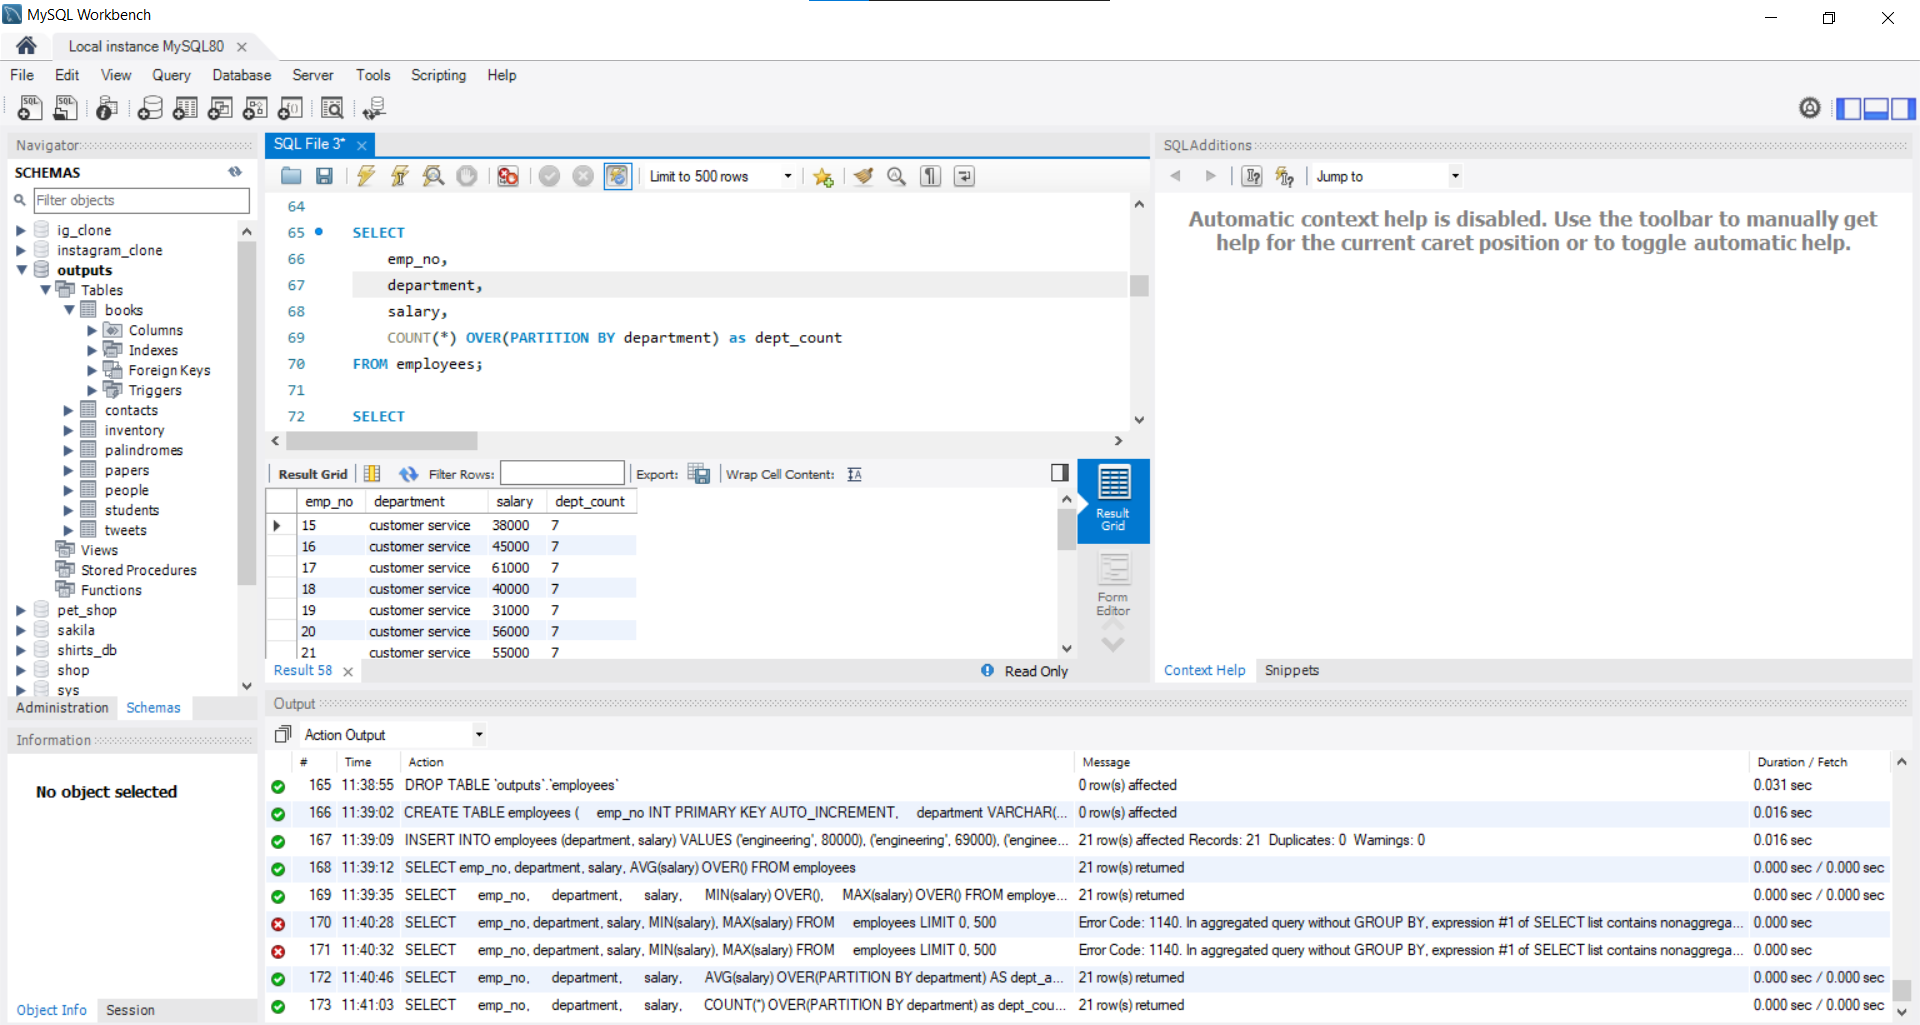 MySQL Workbench
Local instance MySQL80
File Edit View Query Database Server Tools Scripting Help
Navigator
SCHEMAS
Filter objects
ig_clone
instagram_clone
outputs
Tables
books
Columns
Indexes
Foreign Keys
Triggers
contacts
inventory
palindromes
papers
people
students
tweets
Views
Stored Procedures
Functions
pet_shop
sakila
shirts_db
shop
sys
Administration Schemas
Information
No object selected
Object Info Session
SQL File 3*
Limit to 500 rows
64
65 SELECT
66 emp_no,
67 department,
68 salary,
69 COUNT(*) OVER(PARTITION BY department) as dept_count
70 FROM employees;
71
72 SELECT
Result Grid Filter Rows: Export: Wrap Cell Content:
emp_no department salary dept_count
15 customer service 38000 7
16 customer service 45000 7
17 customer service 61000 7
18 customer service 40000 7
19 customer service 31000 7
20 customer service 56000 7
21 customer service 55000 7
Result Grid
Form Editor
Result 58 Read Only
SQLAdditions
Jump to
Automatic context help is disabled. Use the toolbar to manually get
help for the current caret position or to toggle automatic help.
Context Help Snippets
Output
Action Output
# Time Action Message Duration / Fetch
165 11:38:55 DROP TABLE `outputs`.`employees` 0 row(s) affected 0.031 sec
166 11:39:02 CREATE TABLE employees ( emp_no INT PRIMARY KEY AUTO_INCREMENT, department VARCHAR(... 0 row(s) affected 0.016 sec
167 11:39:09 INSERT INTO employees (department, salary) VALUES ('engineering', 80000), ('engineering', 69000), ('enginee... 21 row(s) affected Records: 21 Duplicates: 0 Warnings: 0 0.016 sec
168 11:39:12 SELECT emp_no, department, salary, AVG(salary) OVER() FROM employees 21 row(s) returned 0.000 sec / 0.000 sec
169 11:39:35 SELECT emp_no, department, salary, MIN(salary) OVER(), MAX(salary) OVER() FROM employe... 21 row(s) returned 0.000 sec / 0.000 sec
170 11:40:28 SELECT emp_no, department, salary, MIN(salary), MAX(salary) FROM employees LIMIT 0, 500 Error Code: 1140. In aggregated query without GROUP BY, expression #1 of SELECT list contains nonaggrega... 0.000 sec
171 11:40:32 SELECT emp_no, department, salary, MIN(salary), MAX(salary) FROM employees LIMIT 0, 500 Error Code: 1140. In aggregated query without GROUP BY, expression #1 of SELECT list contains nonaggrega... 0.000 sec
172 11:40:46 SELECT emp_no, department, salary, AVG(salary) OVER(PARTITION BY department) AS dept_a... 21 row(s) returned 0.000 sec / 0.000 sec
173 11:41:03 SELECT emp_no, department, salary, COUNT(*) OVER(PARTITION BY department) as dept_cou... 21 row(s) returned 0.000 sec / 0.000 sec